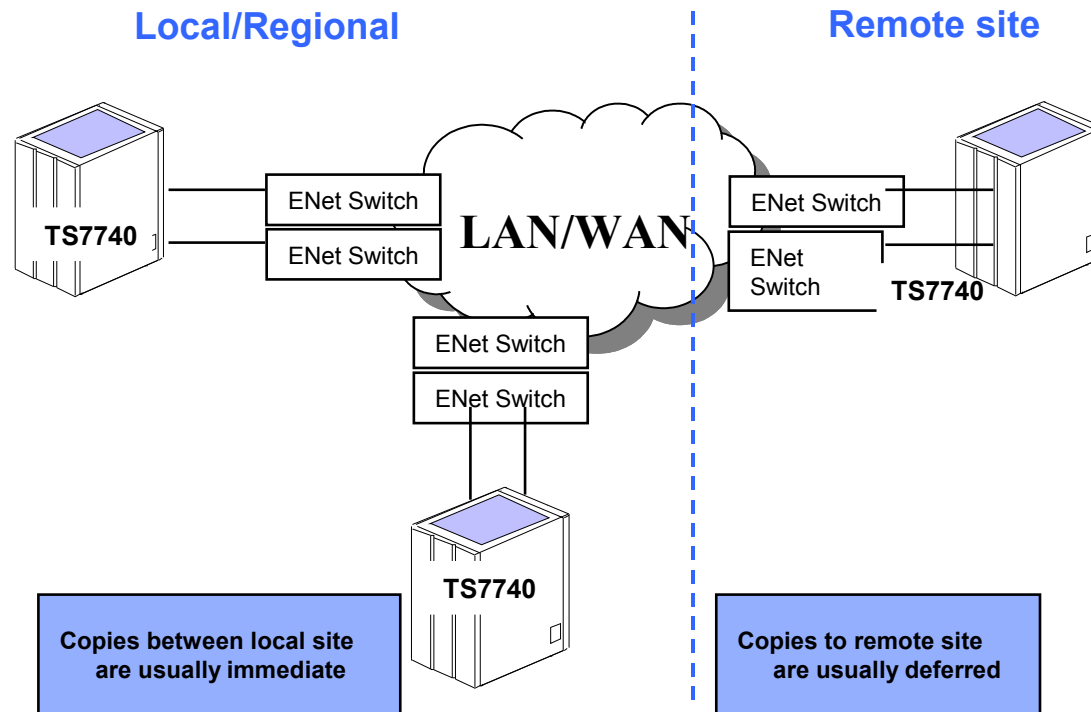 Local/Regional
Remote site
ENet Switch
ENet Switch
TS7740
LAN/WAN
ENet Switch
ENet
Switch
TS7740
ENet Switch
ENet Switch
TS7740
Copies between local site
are usually immediate
Copies to remote site
are usually deferred